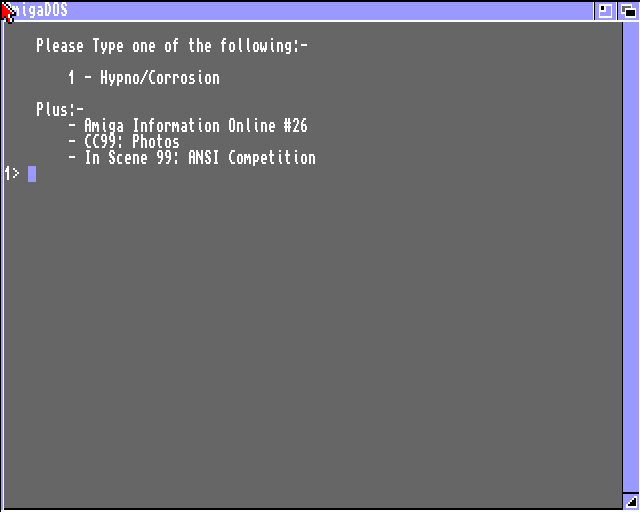 migaDOS
Please Type one of the following:-
1 - Hypno/Corrosion
Plus:-
- Amiga Information Online #26
- CC99: Photos
- In Scene 99: ANSI Competition
1>